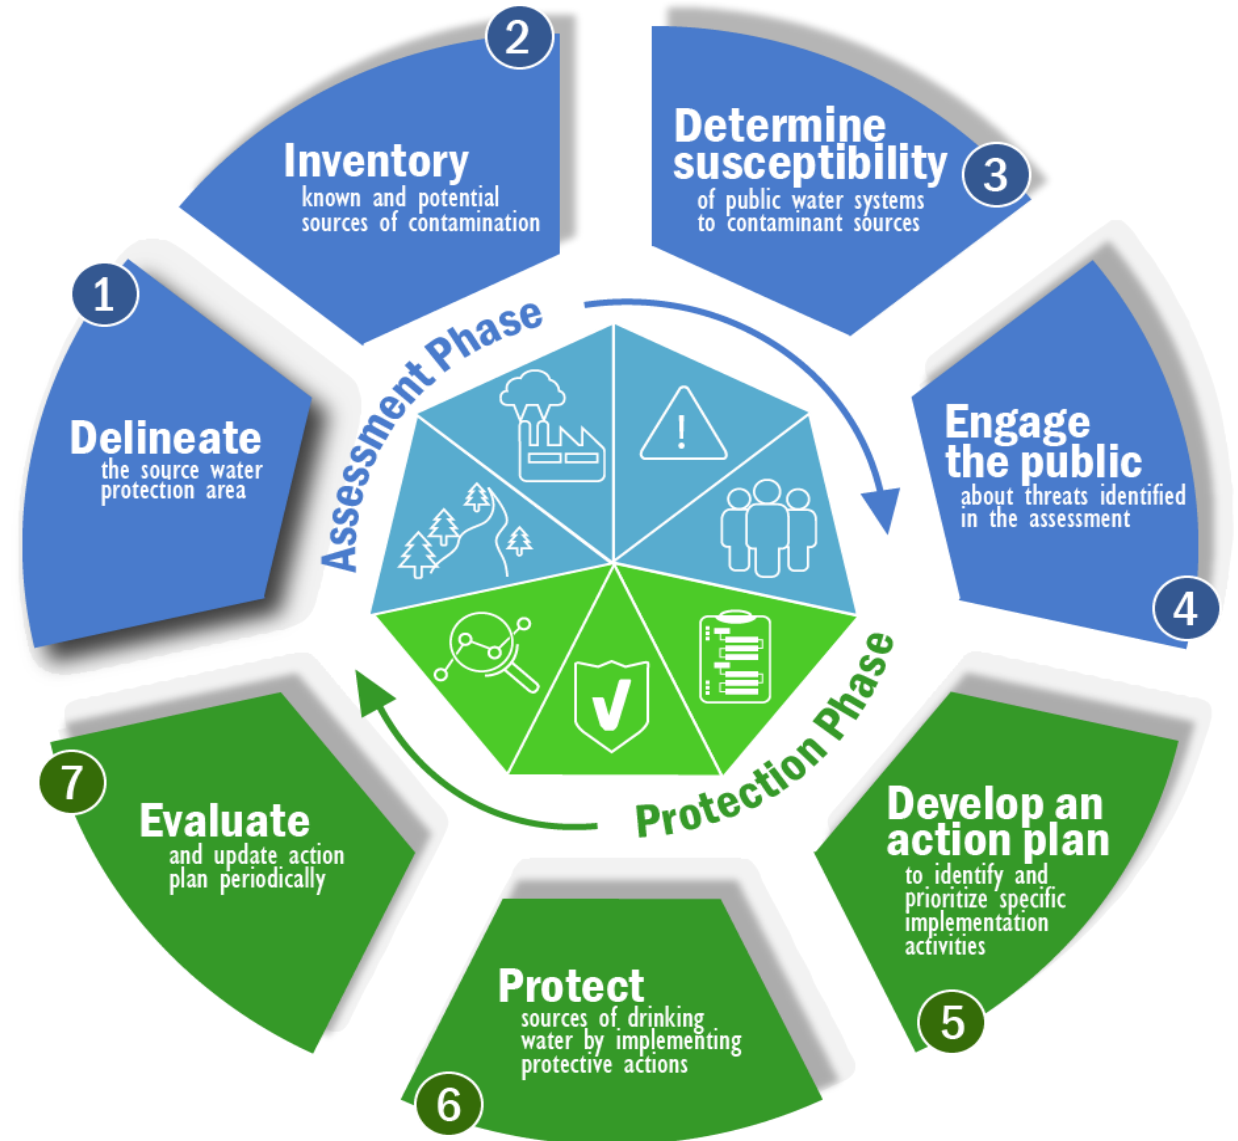 1
Delineate
the source water
protection area
2
Inventory
known and potential
sources of contamination
3
Determine
susceptibility
of public water systems
to contaminant sources
4
Engage
the public
about threats identified
in the assessment
5
Develop an
action plan
to identify and
prioritize specific
implementation
activities
6
Protect
sources of drinking
water by implementing
protective actions
7
Evaluate
and update action
plan periodically
Assessment Phase
Protection Phase
!